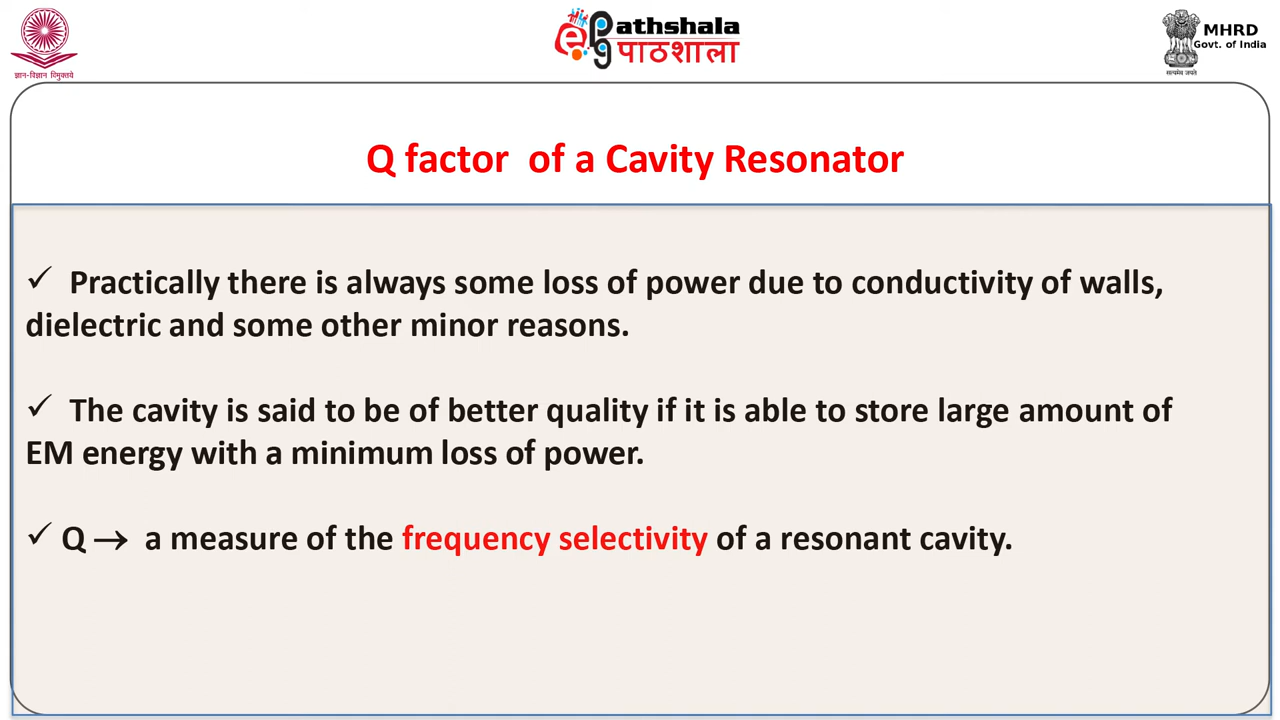 ज्ञान-विज्ञान विमुक्तये
ePathshala
पाठशाला
MHRD
Govt. of India
सत्यमेव जयते
Q factor of a Cavity Resonator
✓ Practically there is always some loss of power due to conductivity of walls,
dielectric and some other minor reasons.
✓ The cavity is said to be of better quality if it is able to store large amount of
EM energy with a minimum loss of power.
✓ Q → a measure of the frequency selectivity of a resonant cavity.